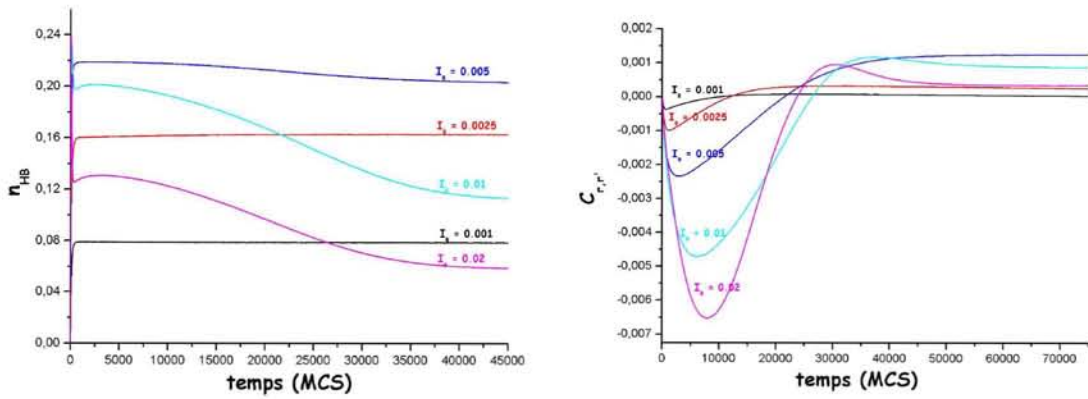 0,24
0,20
0,16
0,12
0,08
0,04
0,00
n_HB
I_s = 0.005
I_s = 0.0025
I_s = 0.01
I_s = 0.001
I_s = 0.02
0 5000 10000 15000 20000 25000 30000 35000 40000 45000
temps (MCS)
0,002
0,001
0,000
-0,001
-0,002
-0,003
-0,004
-0,005
-0,006
-0,007
C_r,r'
I_s = 0.001
I_s = 0.0025
I_s = 0.005
I_s = 0.01
I_s = 0.02
0 10000 20000 30000 40000 50000 60000 70000
temps (MCS)